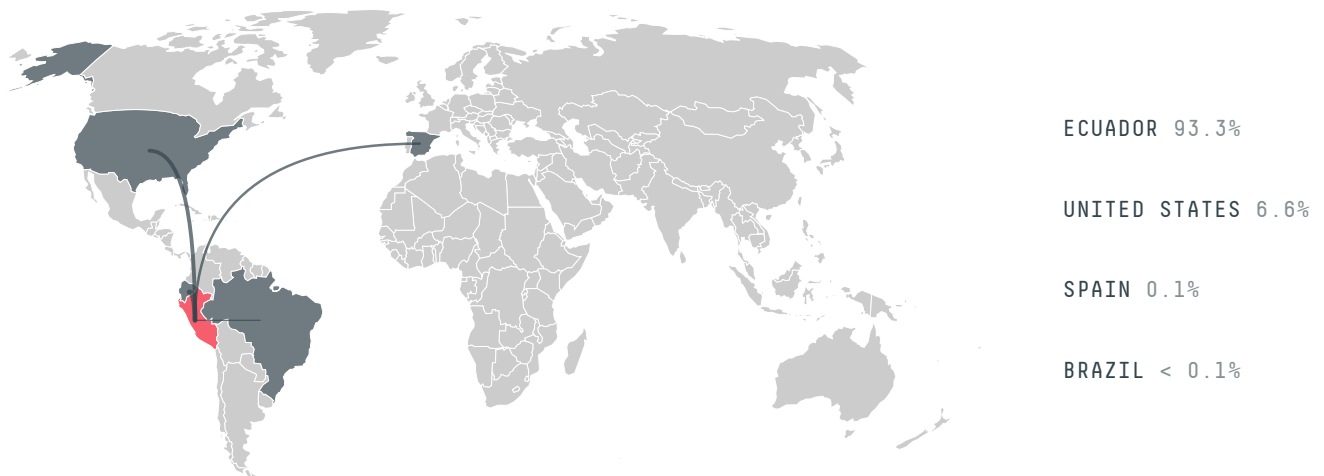 ECUADOR 93.3%
UNITED STATES 6.6%
SPAIN 0.1%
BRAZIL < 0.1%